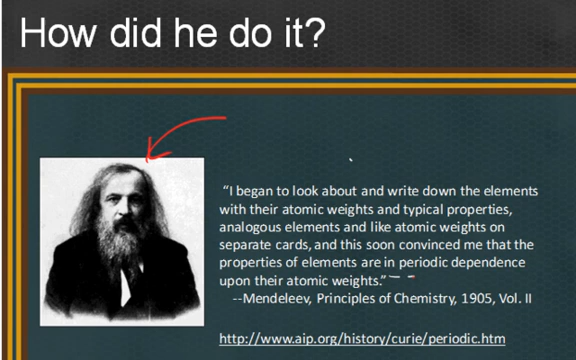 How did he do it?
“I began to look about and write down the elements
with their atomic weights and typical properties,
analogous elements and like atomic weights on
separate cards, and this soon convinced me that the
properties of elements are in periodic dependence
upon their atomic weights.”
--Mendeleev, Principles of Chemistry, 1905, Vol. II
http://www.aip.org/history/curie/periodic.htm